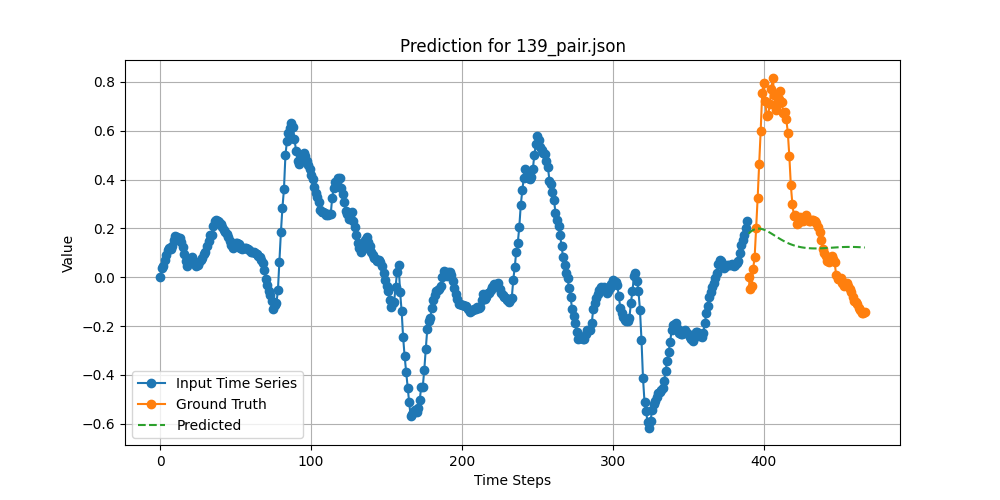 Prediction for 139_pair.json
Value
0.8
0.6
0.4
0.2
0.0
−0.2
−0.4
−0.6
Input Time Series
Ground Truth
Predicted
0 100 200 300 400
Time Steps